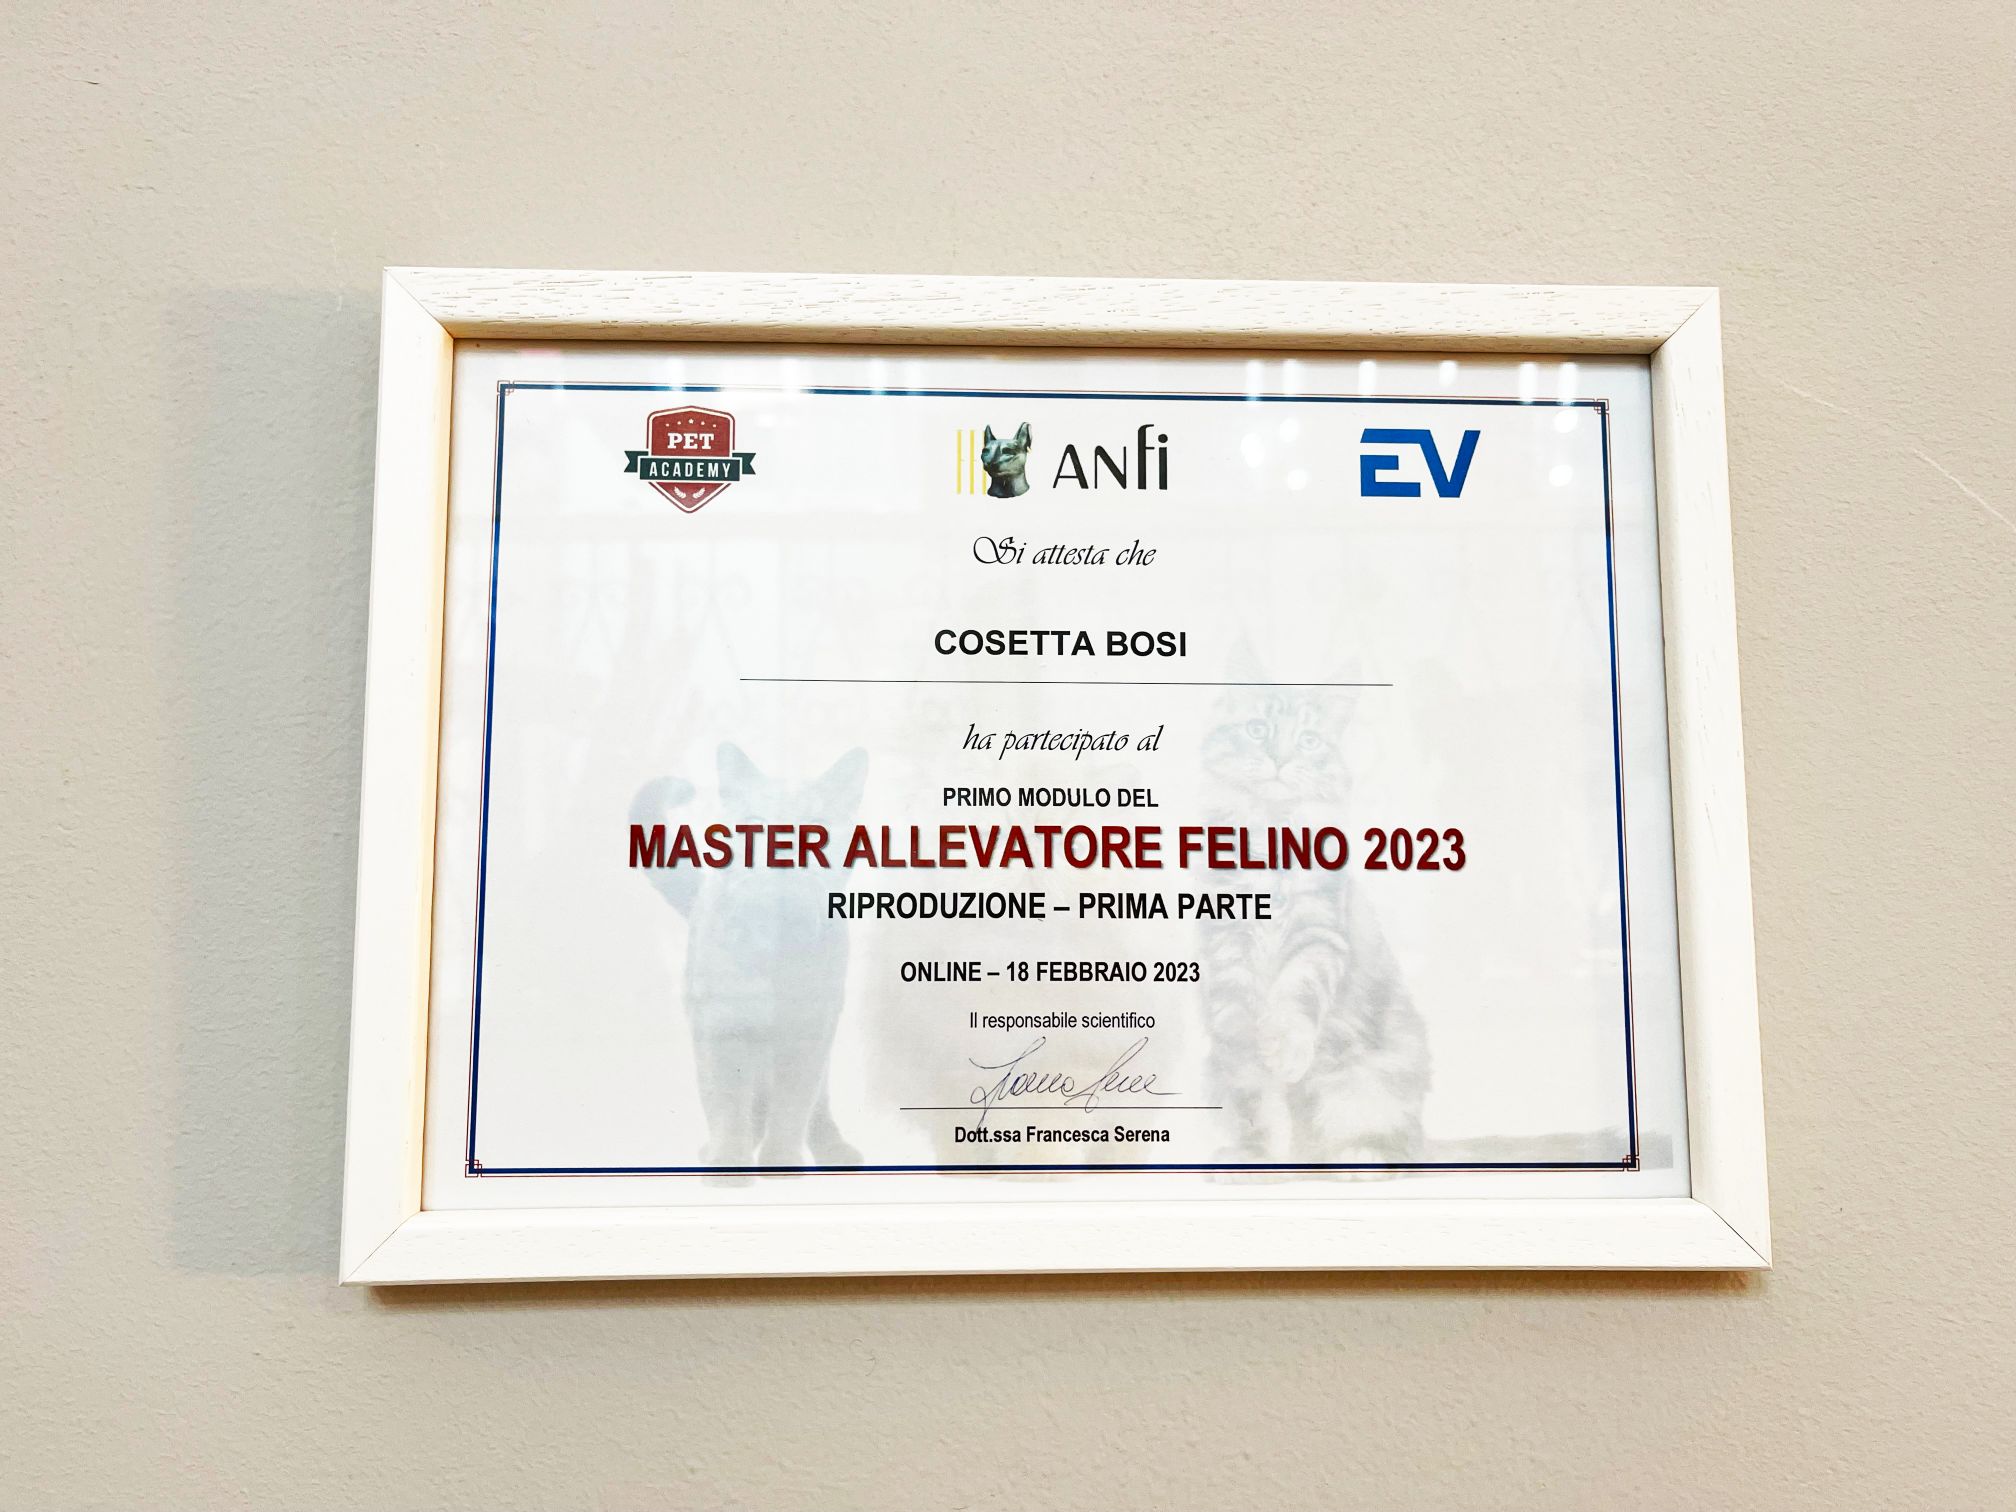 PET
ACADEMY
ANfi
EV
Si attesta che
COSETTA BOSI
ha partecipato al
PRIMO MODULO DEL
MASTER ALLEVATORE FELINO 2023
RIPRODUZIONE – PRIMA PARTE
ONLINE – 18 FEBBRAIO 2023
Il responsabile scientifico
Dott.ssa Francesca Serena